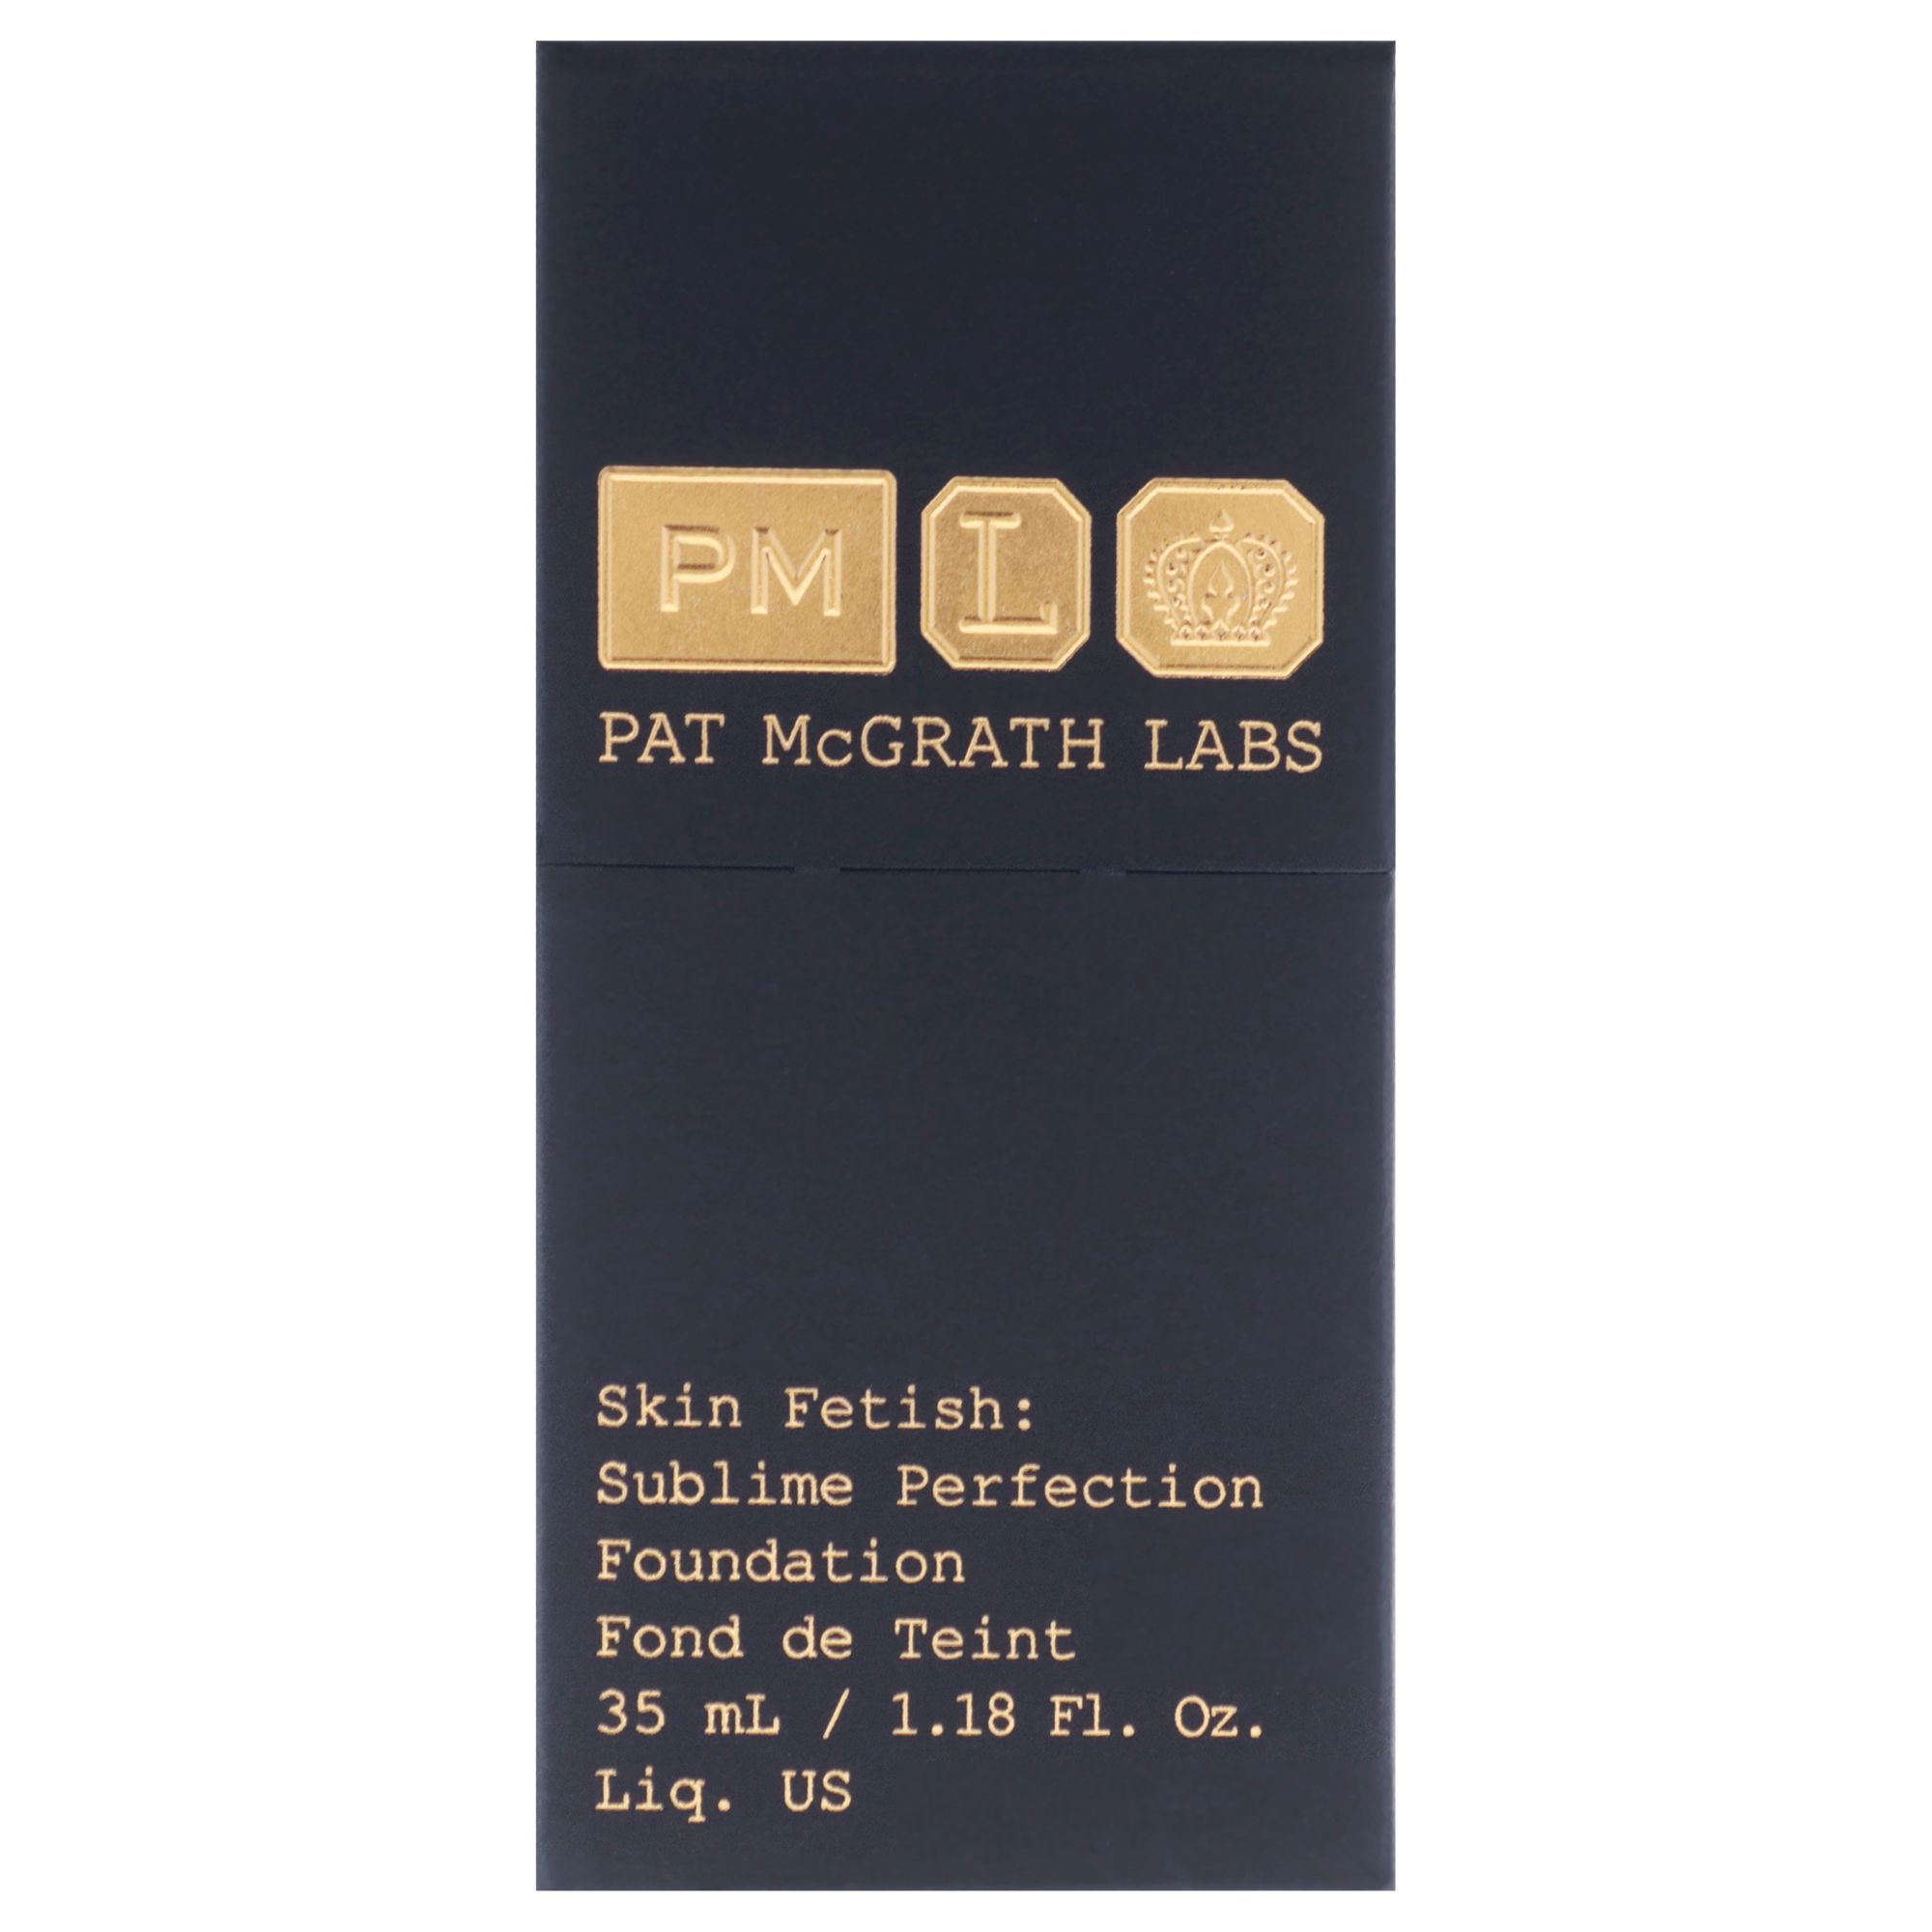 PM L
PAT McGRATH LABS
Skin Fetish:
Sublime Perfection
Foundation
Fond de Teint
35 mL / 1.18 Fl. Oz.
Liq. US